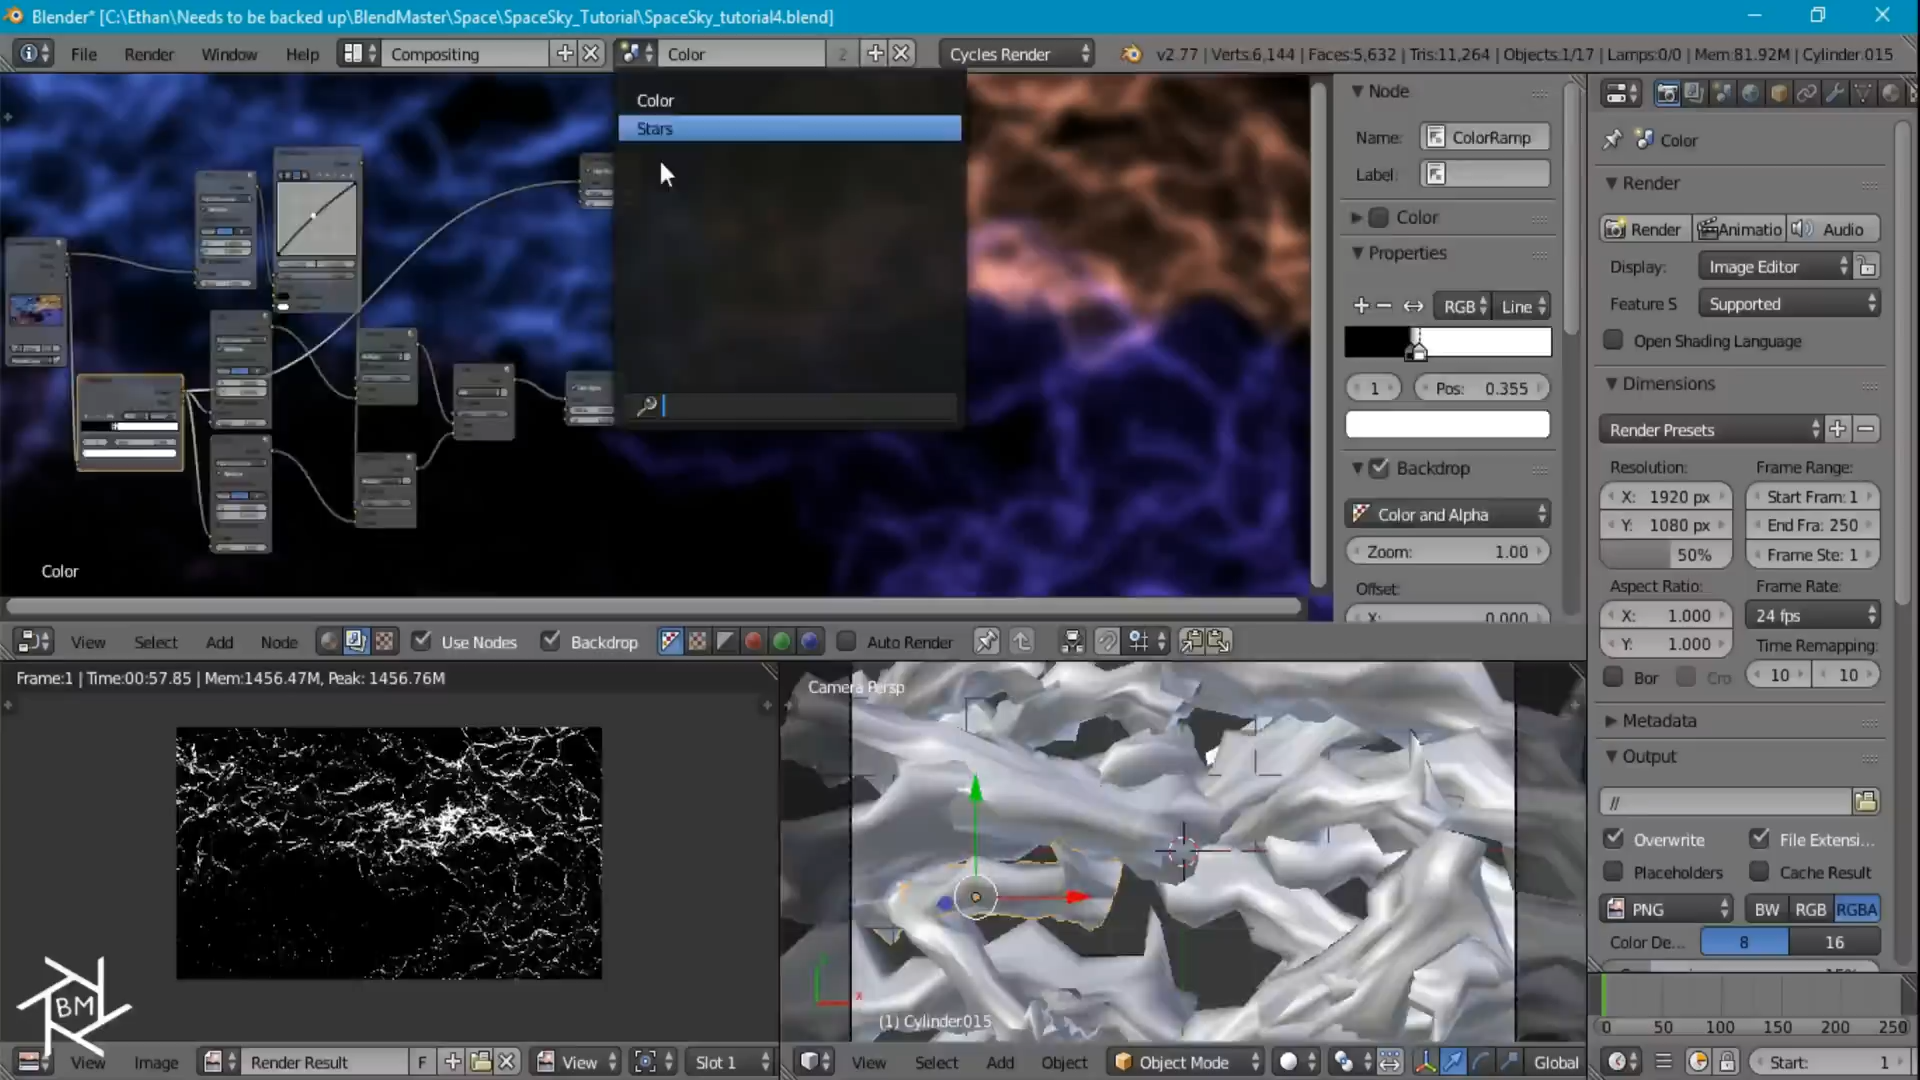 Blender* [C:\Ethan\Needs to be backed up\BlendMaster\Space\SpaceSky_Tutorial\SpaceSky_tutorial4.blend]
File Render Window Help Compositing Color 2 Cycles Render v2.77 | Verts:6,144 | Faces:5,632 | Tris:11,264 | Objects:1/17 | Lamps:0/0 | Mem:81.92M | Cylinder.015
Color
Stars
Color
Node
Name: ColorRamp
Label:
Color
Properties
RGB Line
1 Pos: 0.355
Backdrop
Color and Alpha
Zoom: 1.00
Offset:
X: 0.000
Color
Render
Render Animatio Audio
Display: Image Editor
Feature S Supported
Open Shading Language
Dimensions
Render Presets
Resolution: Frame Range:
X: 1920 px Start Fram: 1
Y: 1080 px End Fra: 250
50% Frame Ste: 1
Aspect Ratio: Frame Rate:
X: 1.000 24 fps
Y: 1.000 Time Remapping:
Bor Cro 10 10
Metadata
Output
//
Overwrite File Extensi...
Placeholders Cache Result
PNG BW RGB RGBA
Color De... 8 16
View Select Add Node Use Nodes Backdrop Auto Render
Frame:1 | Time:00:57.85 | Mem:1456.47M, Peak: 1456.76M
BM
View Image Render Result F View Slot 1
Camera Persp
x
(1) Cylinder.015
View Select Add Object Object Mode Global
0 50 100 150 200 250
Start: 1